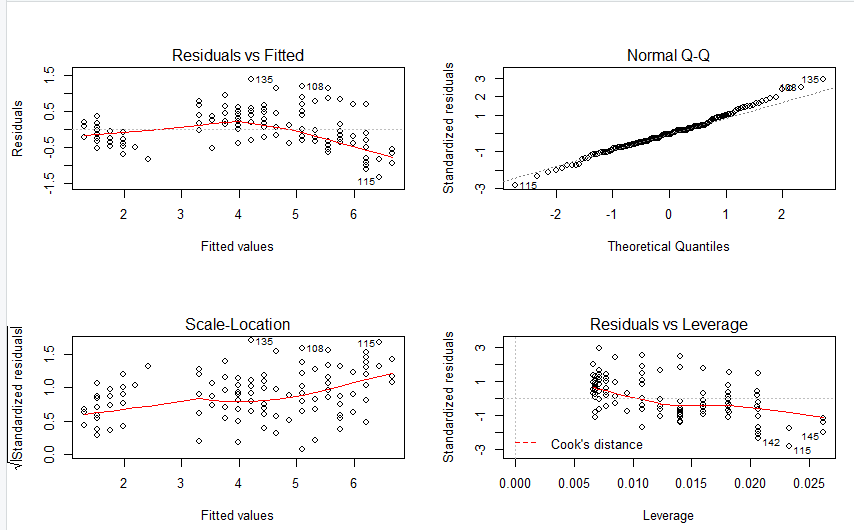 Residuals vs Fitted
Residuals
1.5
0.5
-0.5
-1.5
135
108
115
2 3 4 5 6
Fitted values
Normal Q-Q
Standardized residuals
3
2
1
-1
-3
135
115
-2 -1 0 1 2
Theoretical Quantiles
Scale-Location
√|Standardized residuals|
1.5
1.0
0.5
0.0
135
108
115
2 3 4 5 6
Fitted values
Residuals vs Leverage
Standardized residuals
3
1
-1
-3
Cook's distance
145
142
115
0.000 0.005 0.010 0.015 0.020 0.025
Leverage